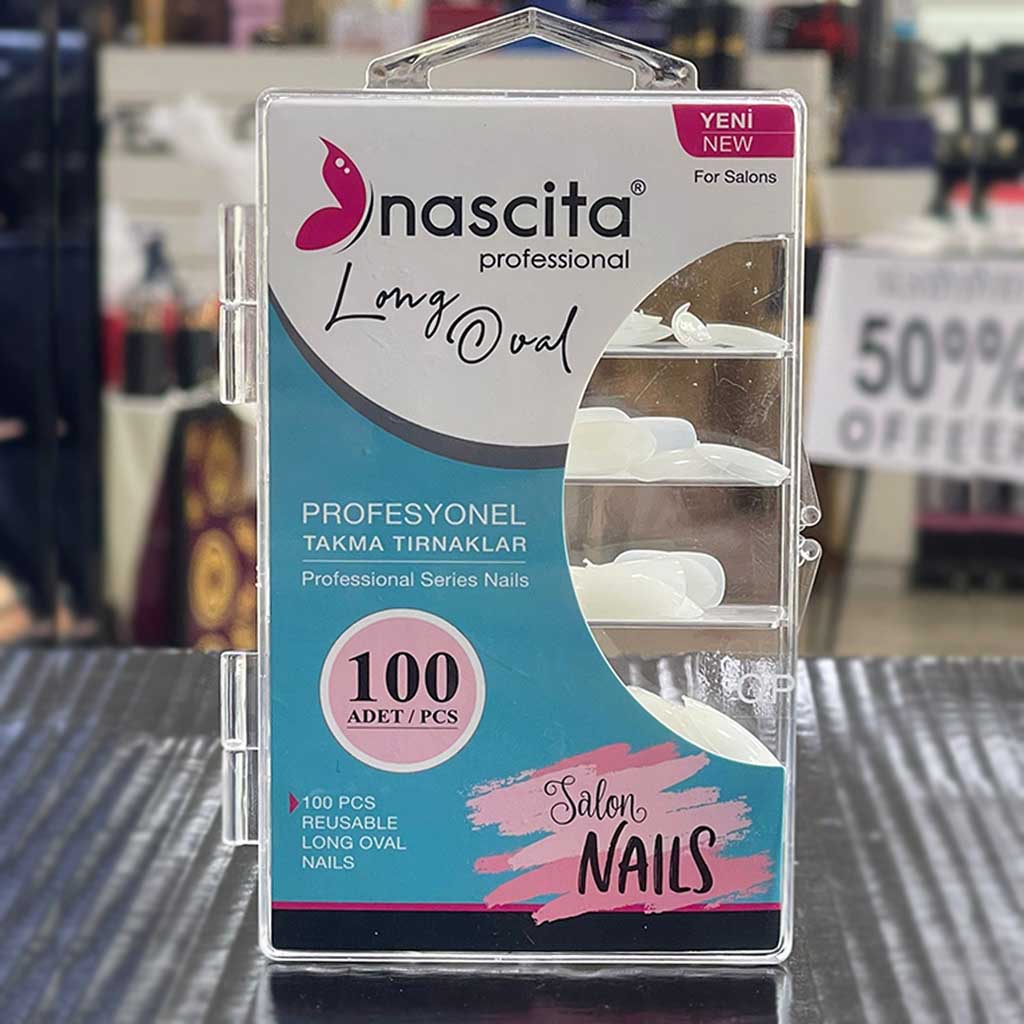 YENİ
NEW
For Salons
nascita®
professional
Long
Oval
PROFESYONEL
TAKMA TIRNAKLAR
Professional Series Nails
100
ADET / PCS
100 PCS
REUSABLE
LONG OVAL
NAILS
Salon
NAILS
OP